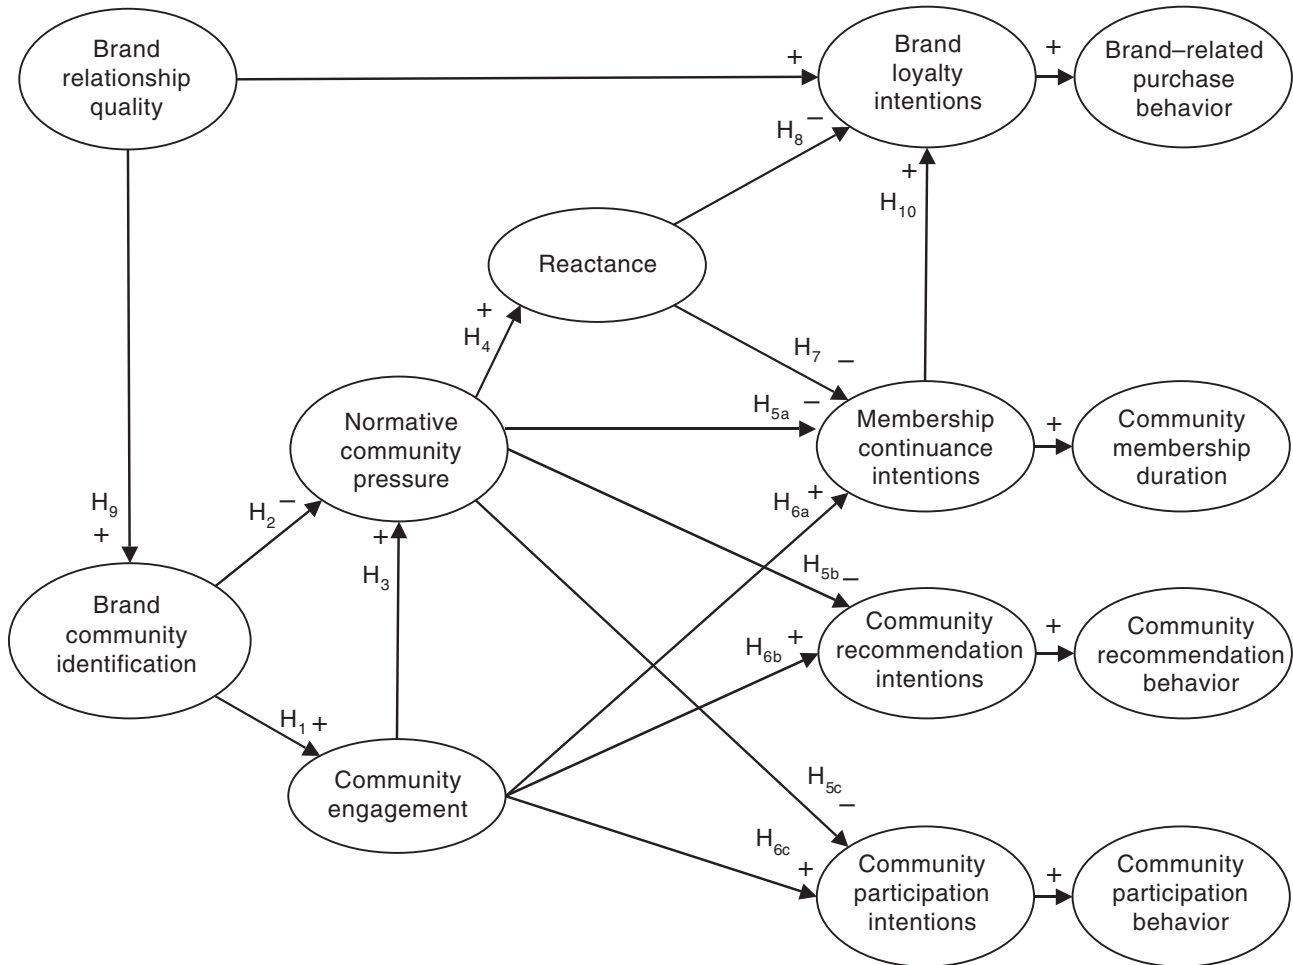 Brand
relationship
quality
+
Brand
loyalty
intentions
+
Brand–related
purchase
behavior
H8 −
+
H10
Reactance
+
H4
H7 −
H5a −
Normative
community
pressure
Membership
continuance
intentions
+
Community
membership
duration
H9
+
H2 −
+
H3
H6a +
H5b −
Brand
community
identification
+
H6b
Community
recommendation
intentions
+
Community
recommendation
behavior
H1 +
Community
engagement
H5c
−
H6c
+
Community
participation
intentions
+
Community
participation
behavior